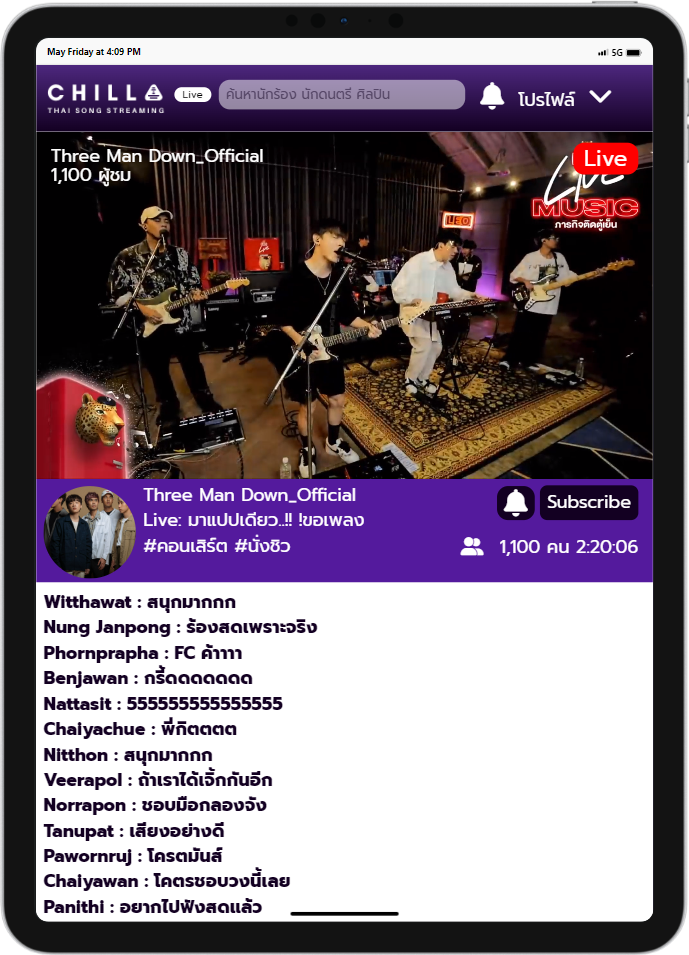 May Friday at 4:09 PM
5G
CHILL
THAI SONG STREAMING
Live
ค้นหานักร้อง นักดนตรี ศิลปิน
โปรไฟล์
Three Man Down_Official
1,100 ผู้ชม
Live
Live
MUSIC
ภารกิจติดตู้เย็น
LEO
Three Man Down_Official
Subscribe
Live: มาแปปเดียว..!! !ขอเพลง
#คอนเสิร์ต #นั่งชิว
1,100 คน 2:20:06
Witthawat : สนุกมากกก
Nung Janpong : ร้องสดเพราะจริง
Phornprapha : FC ค้าาาา
Benjawan : กรี้ดดดดดดด
Nattasit : 555555555555555
Chaiyachue : พี่กิตตตต
Nitthon : สนุกมากกก
Veerapol : ถ้าเราได้เจิ้กกันอีก
Norrapon : ชอบมือกลองจัง
Tanupat : เสียงอย่างดี
Pawornruj : โครตมันส์
Chaiyawan : โคตรชอบวงนี้เลย
Panithi : อยากไปฟังสดแล้ว